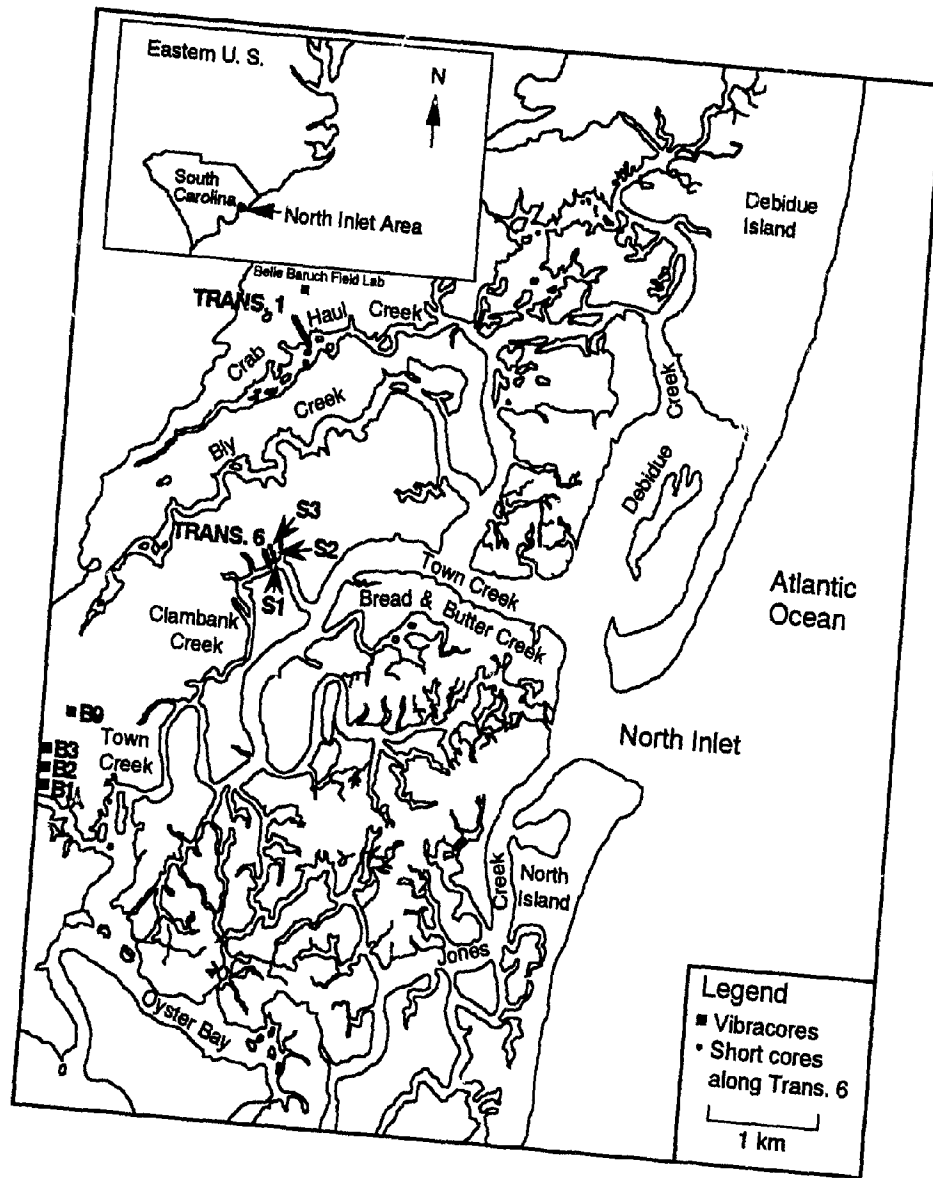 Eastern U. S.
N
South
Carolina
North Inlet Area
Debidue
Island
Belle Baruch Field Lab
TRANS. 1
Crab Haul Creek
Bly Creek
Debidue Creek
S3
TRANS. 6
S2
S1
Town Creek
Bread & Butter Creek
Clambank
Creek
Atlantic
Ocean
B9
Town
Creek
B3
B2
B1
North Inlet
North
Island
Jones Creek
Oyster Bay
Legend
Vibracores
Short cores
along Trans. 6
1 km